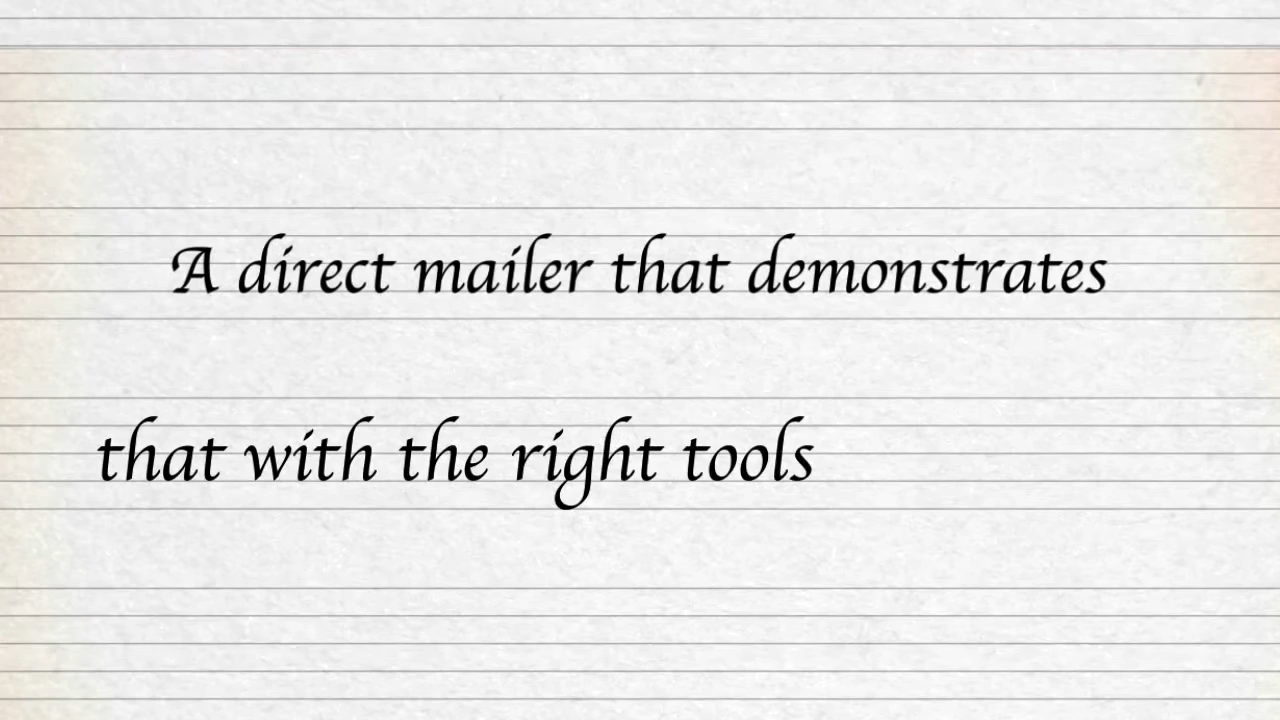 A direct mailer that demonstrates
that with the right tools